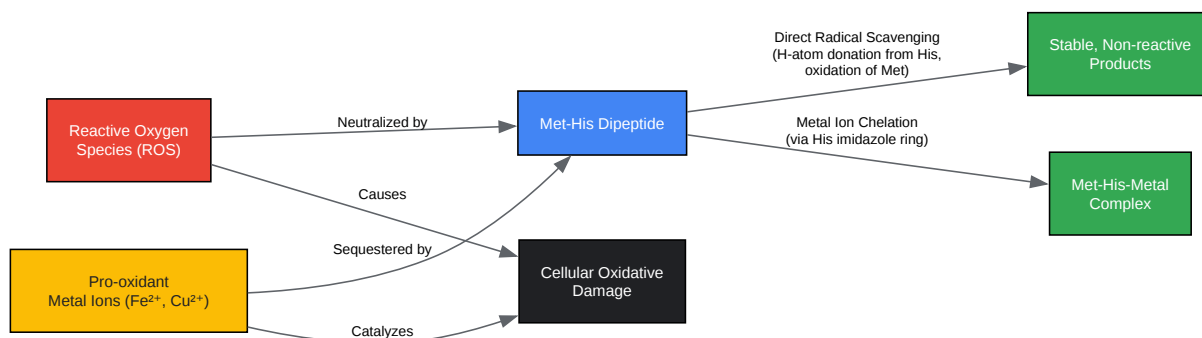 Direct Radical Scavenging
(H-atom donation from His,
oxidation of Met)
Stable, Non-reactive
Products
Reactive Oxygen
Species (ROS)
Neutralized by
Met-His Dipeptide
Metal Ion Chelation
(via His imidazole ring)
Met-His-Metal
Complex
Causes
Sequestered by
Pro-oxidant
Metal Ions (Fe²⁺, Cu²⁺)
Cellular Oxidative
Damage
Catalyzes